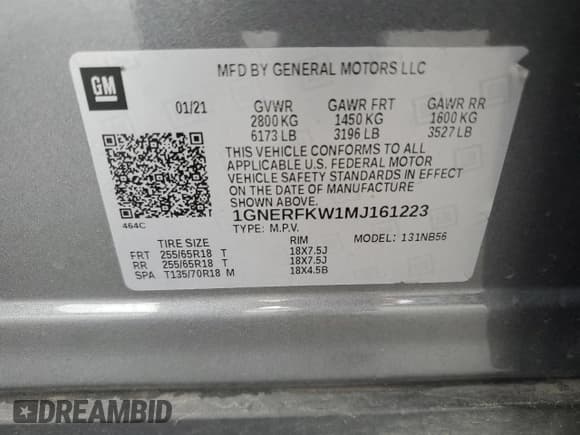 GM
MFD BY GENERAL MOTORS LLC
01/21 GVWR GAWR FRT GAWR RR
2800 KG 1450 KG 1600 KG
6173 LB 3196 LB 3527 LB
THIS VEHICLE CONFORMS TO ALL
APPLICABLE U.S. FEDERAL MOTOR
VEHICLE SAFETY STANDARDS IN EFFECT
ON THE DATE OF MANUFACTURE
SHOWN ABOVE.
1GNERFKW1MJ161223
464C
TYPE: M.P.V. MODEL: 131NB56
TIRE SIZE RIM
FRT 255/65R18 T 18X7.5J
RR 255/65R18 T 18X7.5J
SPA T135/70R18 M 18X4.5B
DREAMBID